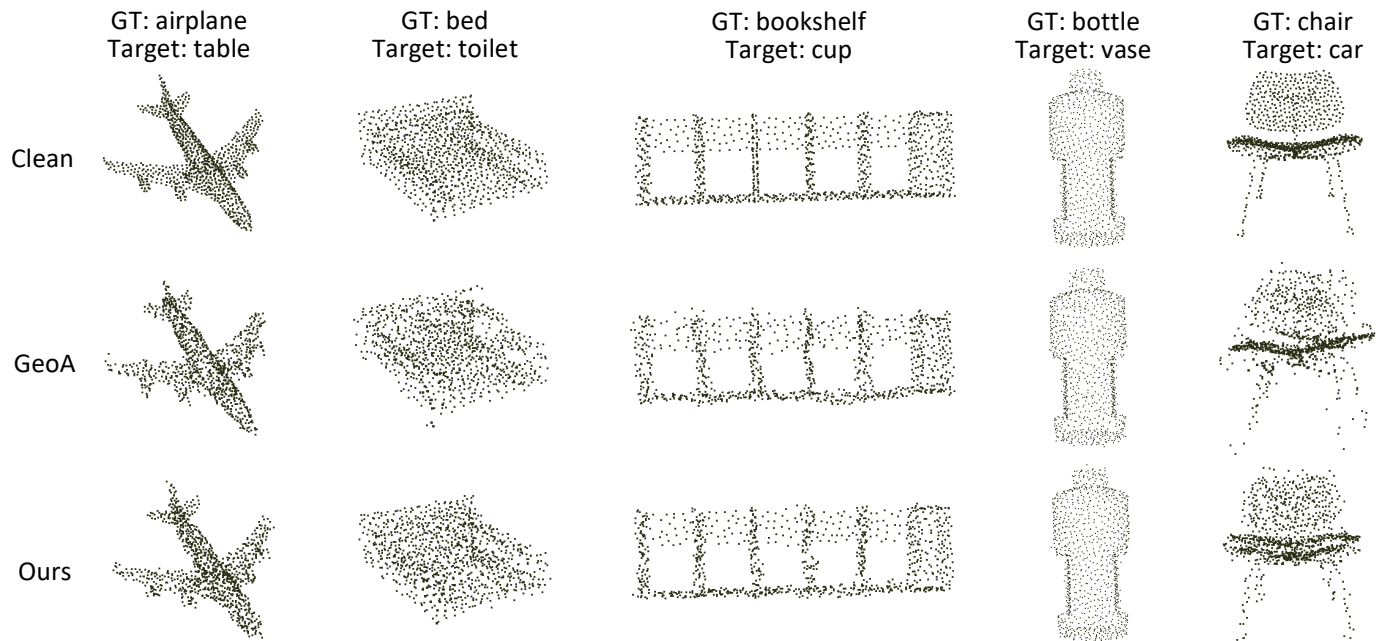 GT: airplane
Target: table
GT: bed
Target: toilet
GT: bookshelf
Target: cup
GT: bottle
Target: vase
GT: chair
Target: car
Clean
GeoA
Ours